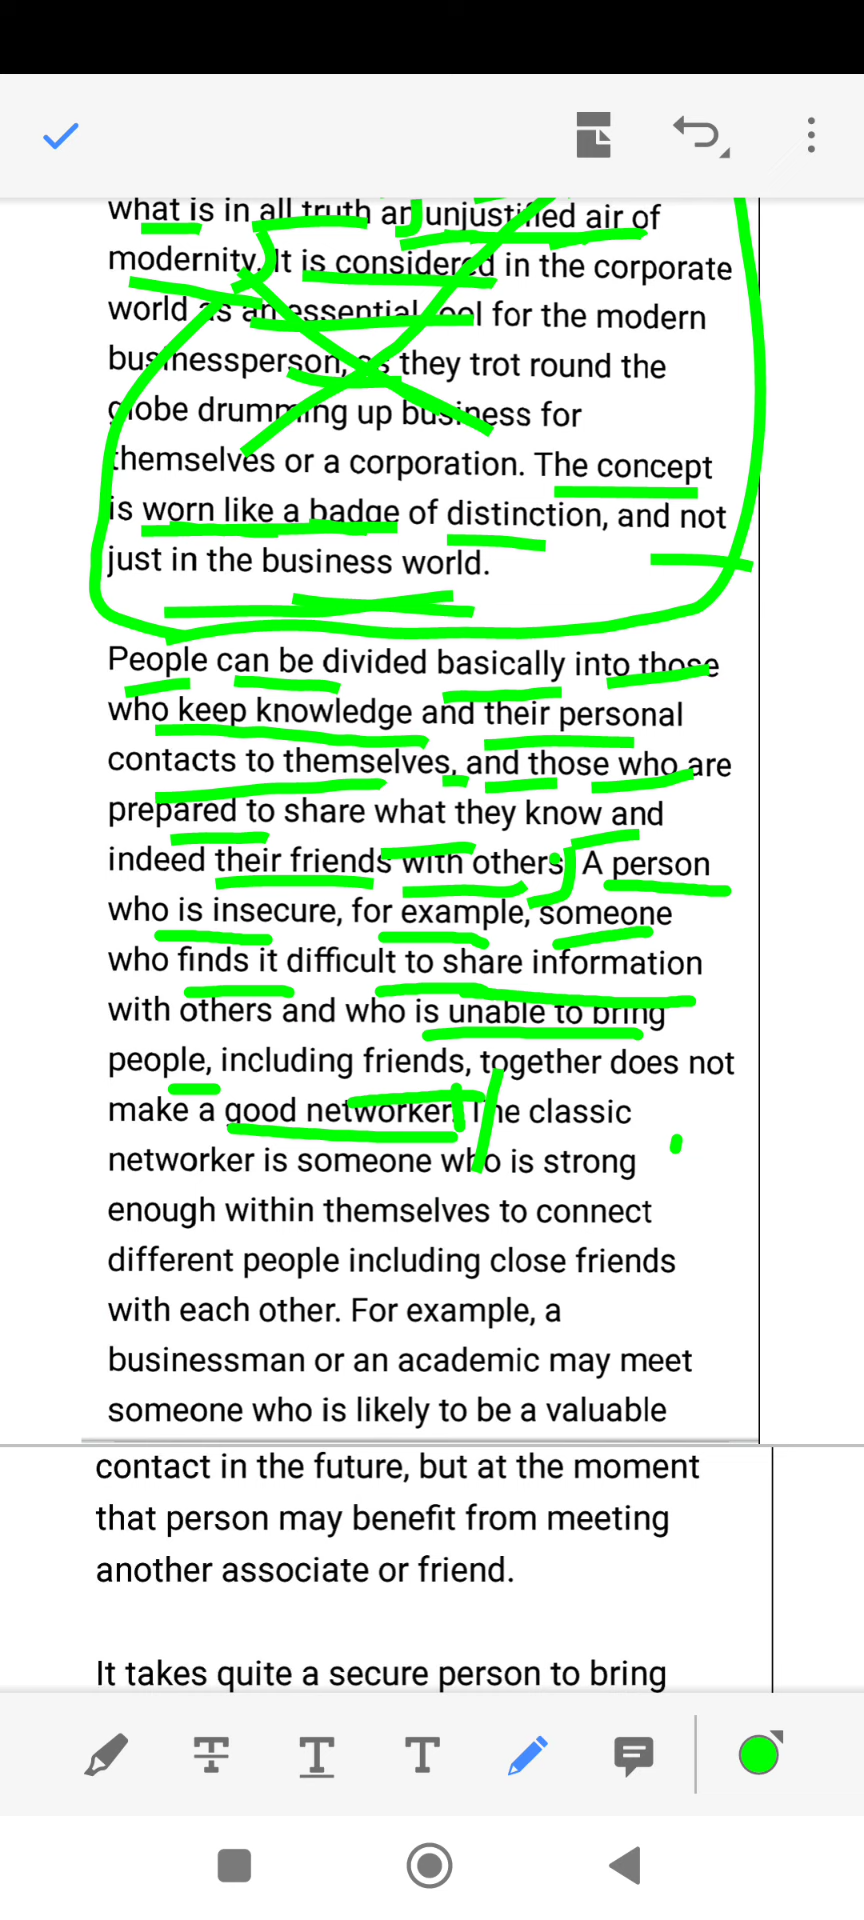 what is in all truth an unjustified air of
modernity. It is considered in the corporate
world as an essential tool for the modern
businessperson, as they trot round the
globe drumming up business for
themselves or a corporation. The concept
is worn like a badge of distinction, and not
just in the business world.
People can be divided basically into those
who keep knowledge and their personal
contacts to themselves, and those who are
prepared to share what they know and
indeed their friends with others. A person
who is insecure, for example, someone
who finds it difficult to share information
with others and who is unable to bring
people, including friends, together does not
make a good networker. The classic
networker is someone who is strong
enough within themselves to connect
different people including close friends
with each other. For example, a
businessman or an academic may meet
someone who is likely to be a valuable
contact in the future, but at the moment
that person may benefit from meeting
another associate or friend.
It takes quite a secure person to bring